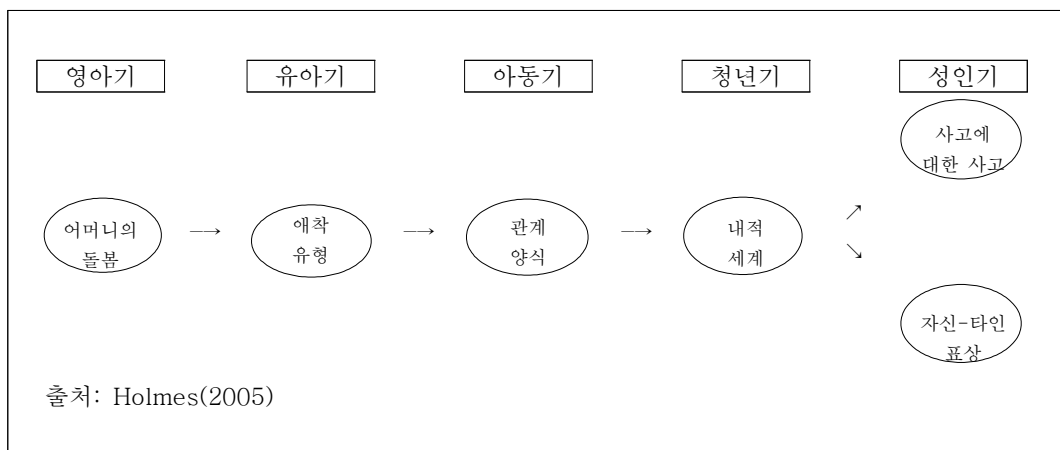 영아기 유아기 아동기 청년기 성인기
사고에
대한 사고
어머니의
돌봄
→
애착
유형
→
관계
양식
→
내적
세계
↗
↘
자신-타인
표상
출처: Holmes(2005)